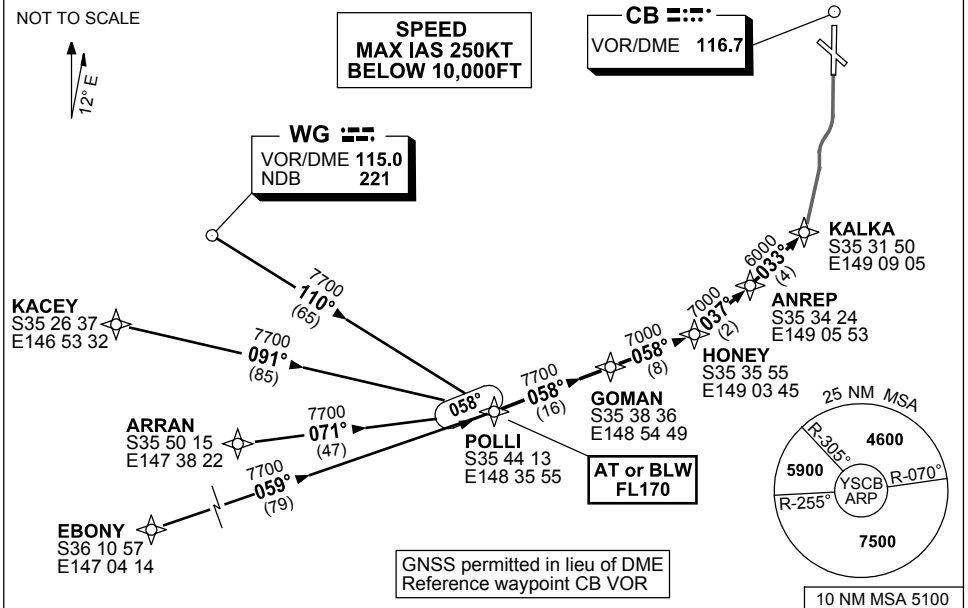 NOT TO SCALE
12° E
SPEED
MAX IAS 250KT
BELOW 10,000FT
CB
VOR/DME 116.7
WG
VOR/DME 115.0
NDB 221
KACEY
S35 26 37
E146 53 32
7700
110°
(65)
7700
091°
(85)
ARRAN
S35 50 15
E147 38 22
7700
071°
(47)
EBONY
S36 10 57
E147 04 14
7700
059°
(79)
058°
POLLI
S35 44 13
E148 35 55
AT or BLW
FL170
7700
058°
(16)
GOMAN
S35 38 36
E148 54 49
7000
058°
(8)
HONEY
S35 35 55
E149 03 45
7000
037°
(2)
ANREP
S35 34 24
E149 05 53
6000
033°
(4)
KALKA
S35 31 50
E149 09 05
GNSS permitted in lieu of DME
Reference waypoint CB VOR
25 NM MSA
R-305°
4600
5900
R-070°
YSCB
ARP
R-255°
7500
10 NM MSA 5100